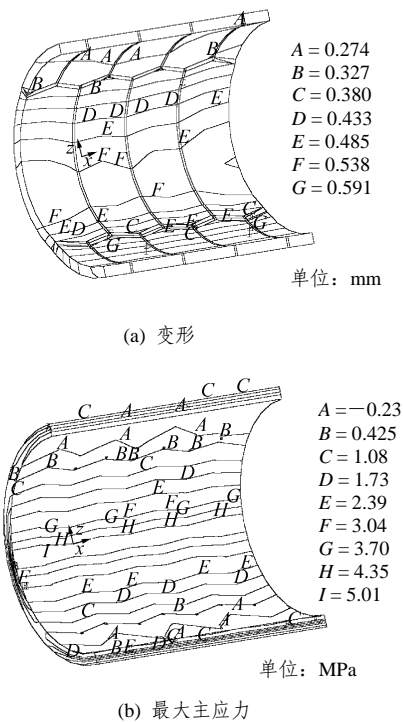 A
A A A
B
B
B
A = 0.274
B = 0.327
C = 0.380
D = 0.433
E = 0.485
F = 0.538
G = 0.591
D D D D
E
E
E
z
x
F F
F
F
E
E D
G
C
E
E
C
E
C
G
单位：mm
(a) 变形
C C
C A A
A A A
B B B
B BB
B
C
C
D
E
A =－0.23
B = 0.425
C = 1.08
D = 1.73
E = 2.39
F = 3.04
G = 3.70
H = 4.35
I = 5.01
G
G F F G
H H H
G
z
I H x
E
E E E E
D D D
C B A
A A C
C A C
D B E D
单位：MPa
(b) 最大主应力